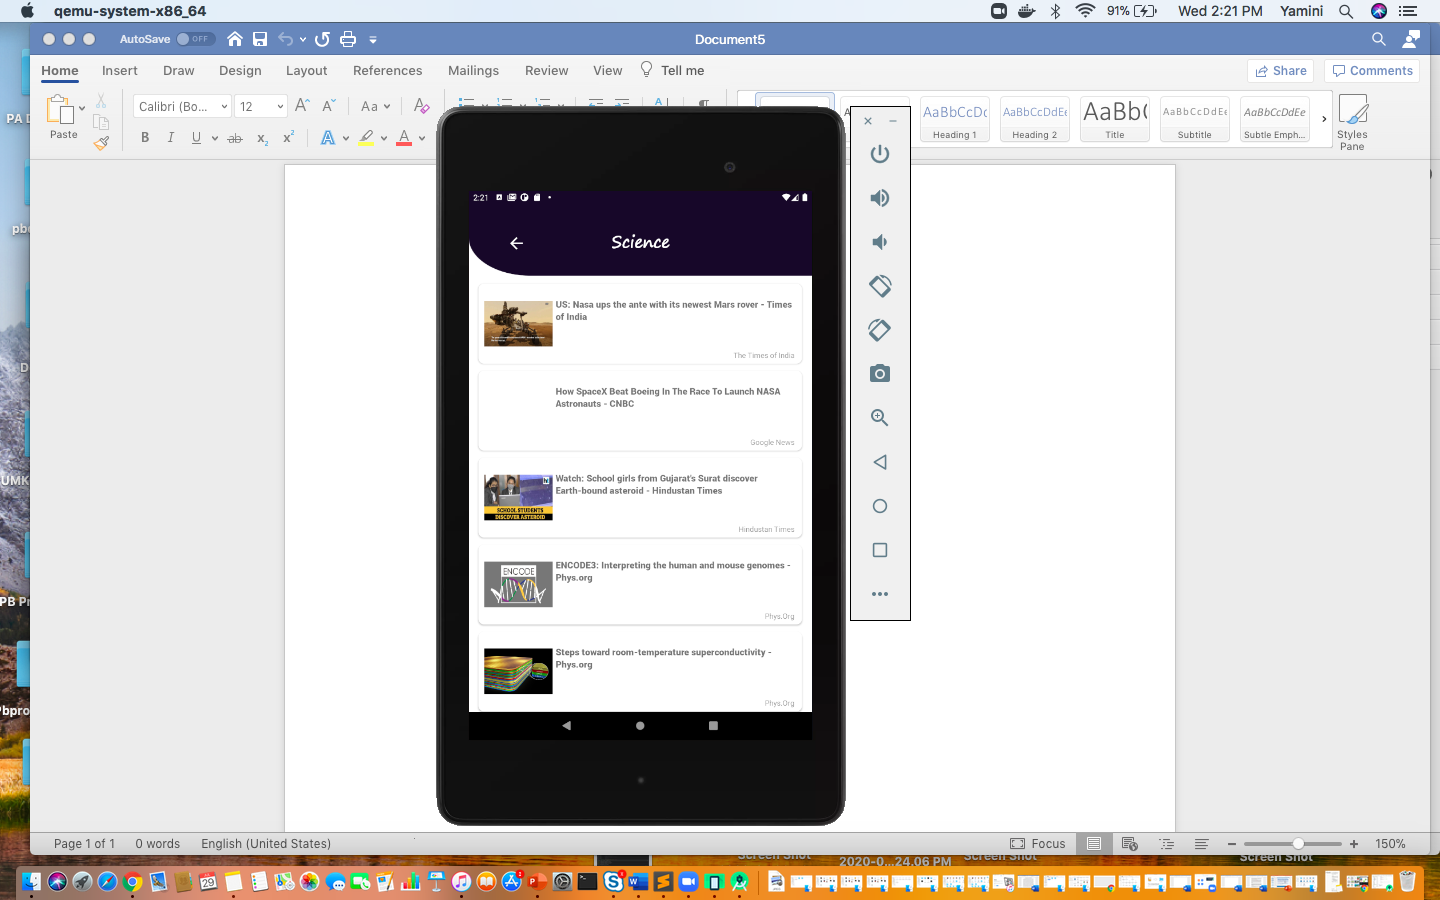 qemu-system-x86_64
91%
Wed 2:21 PM
Yamini
AutoSave
OFF
Document5
Home
Insert
Draw
Design
Layout
References
Mailings
Review
View
Tell me
Share
Comments
Paste
Calibri (Bo...
12
Aa
AaBbCcDc
Heading 1
AaBbCcDdEe
Heading 2
AaBb(
Title
AaBbCcDdEe
Subtitle
AaBbCcDdEe
Subtle Emph...
Styles
Pane
2:21
Science
US: Nasa ups the ante with its newest Mars rover - Times
of India
The Times of India
How SpaceX Beat Boeing In The Race To Launch NASA
Astronauts - CNBC
Google News
Watch: School girls from Gujarat's Surat discover
Earth-bound asteroid - Hindustan Times
SCHOOL STUDENTS
DISCOVER ASTEROID
Hindustan Times
ENCODE
ENCODE3: Interpreting the human and mouse genomes -
Phys.org
Phys.Org
Steps toward room-temperature superconductivity -
Phys.org
Phys.Org
Page 1 of 1
0 words
English (United States)
Focus
150%
Screen Shot
2020-0...24.06 PM
Screen Shot
Screen Shot